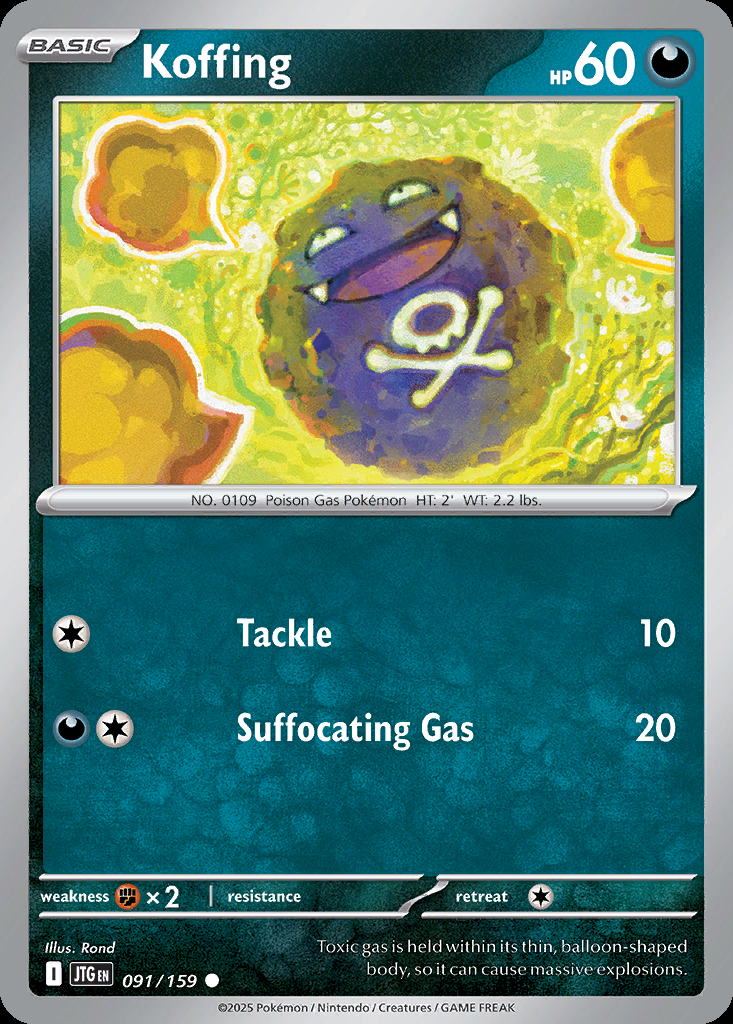 BASIC
Koffing
HP 60
NO. 0109 Poison Gas Pokémon HT: 2' WT: 2.2 lbs.
Tackle 10
Suffocating Gas 20
weakness ×2 resistance retreat
Illus. Rond
Toxic gas is held within its thin, balloon-shaped
body, so it can cause massive explosions.
I JTG EN 091/159
©2025 Pokémon / Nintendo / Creatures / GAME FREAK